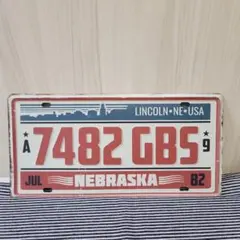 LINCOLN•NE•USA
A 7482 GBS 9
JUL NEBRASKA 82